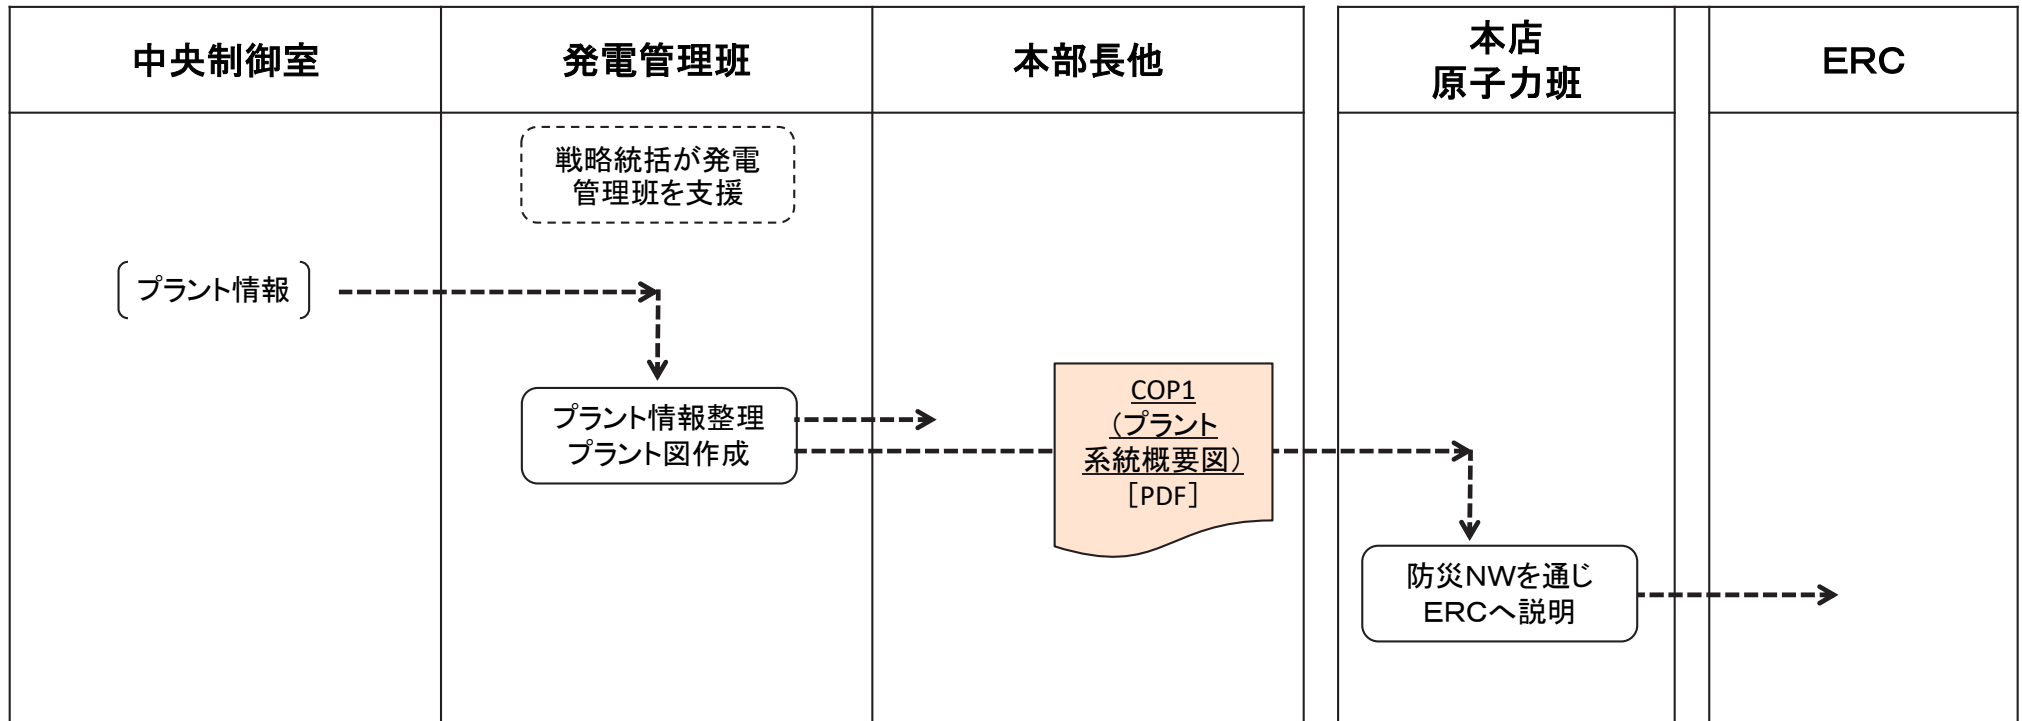 中央制御室
発電管理班
本部長他
本店
原子力班
ERC
戦略統括が発電
管理班を支援
プラント情報
プラント情報整理
プラント図作成
COP1
(プラント
系統概要図)
[PDF]
防災NWを通じ
ERCへ説明